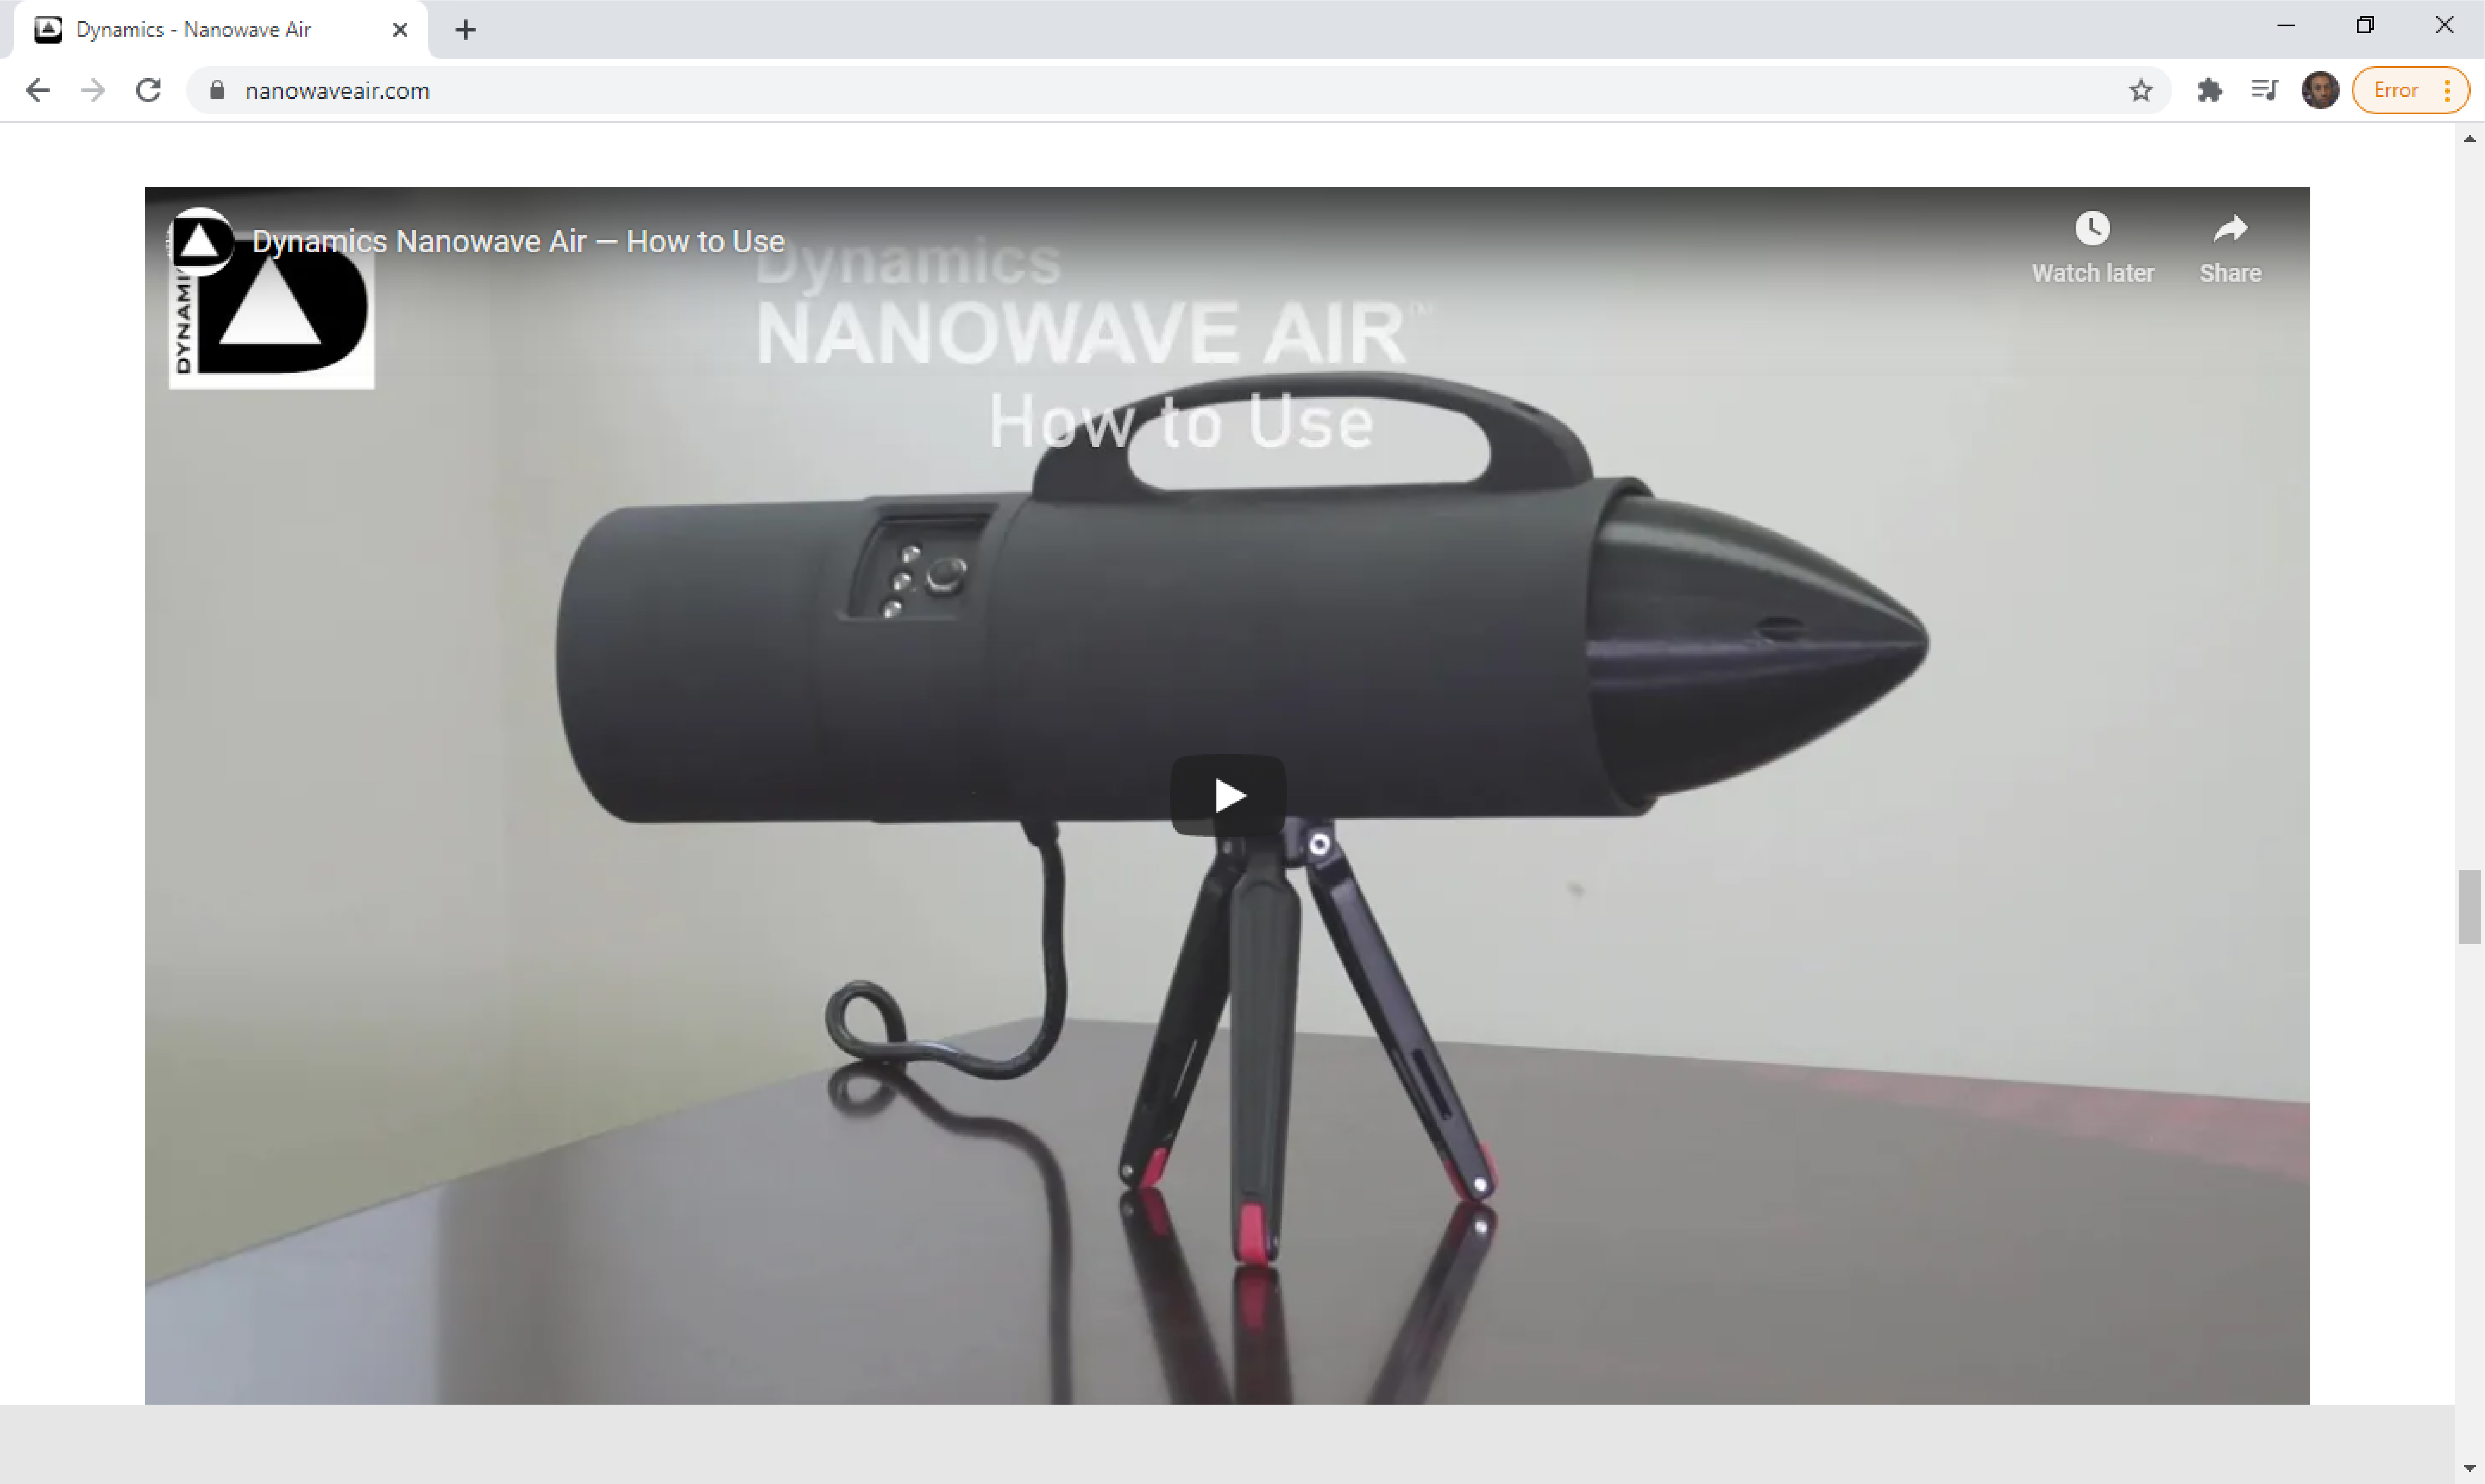 Dynamics - Nanowave Air
nanowaveair.com
Error
Dynamics Nanowave Air — How to Use
Watch later
Share
DYNAMI
Dynamics
NANOWAVE AIR™
How to Use